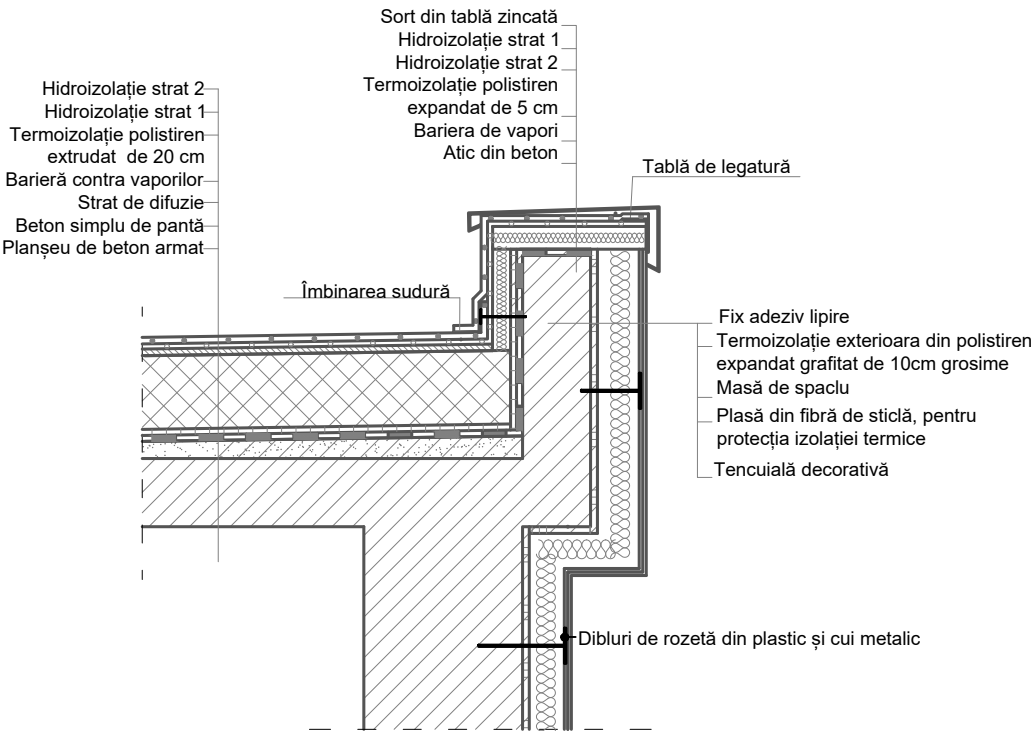 Sort din tablă zincată
Hidroizolație strat 1
Hidroizolație strat 2
Termoizolație polistiren
expandat de 5 cm
Bariera de vapori
Atic din beton
Hidroizolație strat 2
Hidroizolație strat 1
Termoizolație polistiren
extrudat de 20 cm
Barieră contra vaporilor
Strat de difuzie
Beton simplu de pantă
Planșeu de beton armat
Tablă de legatură
Îmbinarea sudură
Fix adeziv lipire
Termoizolație exterioara din polistiren
expandat grafitat de 10cm grosime
Masă de spaclu
Plasă din fibră de sticlă, pentru
protecția izolației termice
Tencuială decorativă
Dibluri de rozetă din plastic și cui metalic